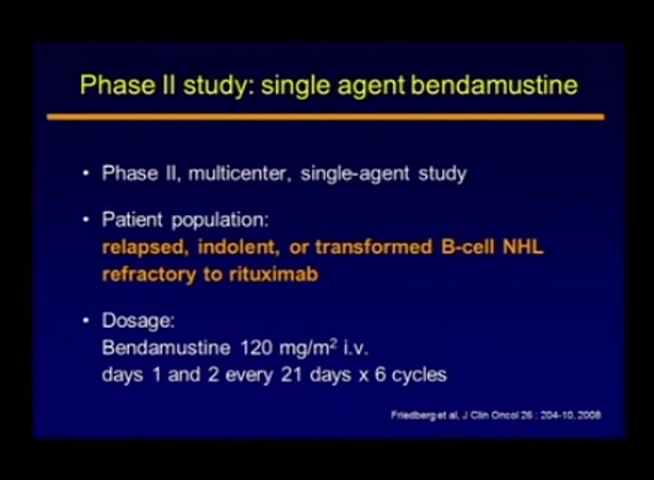 Phase II study: single agent bendamustine
• Phase II, multicenter, single-agent study
• Patient population:
relapsed, indolent, or transformed B-cell NHL
refractory to rituximab
• Dosage:
Bendamustine 120 mg/m² i.v.
days 1 and 2 every 21 days x 6 cycles
Friedberg et al, J Clin Oncol 26 : 204-10, 2008